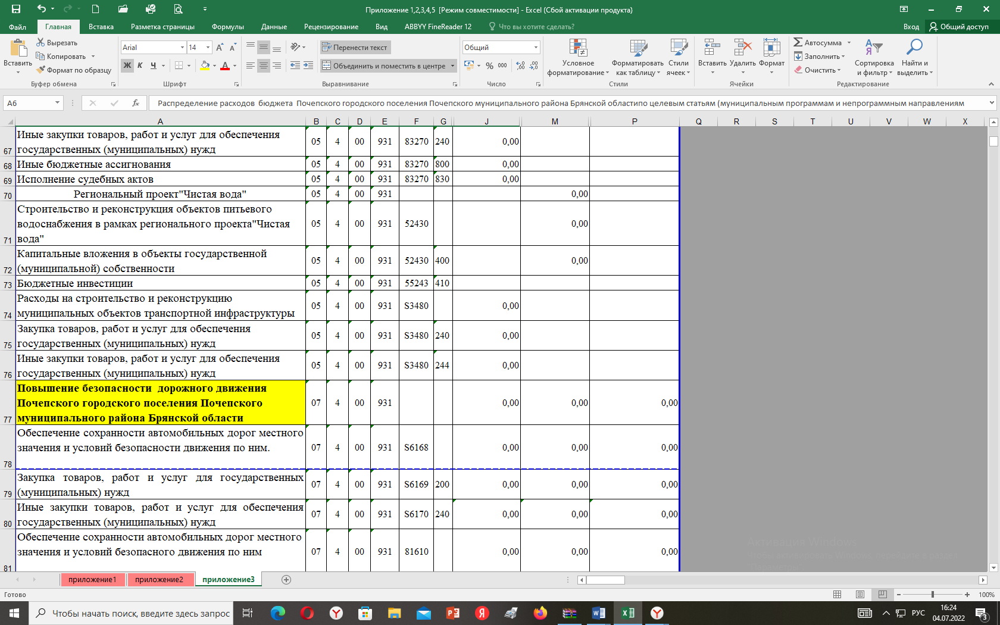 Приложение 1,2,3,4,5 [Режим совместимости] - Excel (Сбой активации продукта)
Файл Главная Вставка Разметка страницы Формулы Данные Рецензирование Вид ABBYY FineReader 12 Что вы хотите сделать? Вход Общий доступ
Вставить
Вырезать
Копировать
Формат по образцу
Буфер обмена
Arial 14
Ж К Ч
Шрифт
Перенести текст
Объединить и поместить в центре
Выравнивание
Общий
% 000
Число
Условное форматирование
Форматировать как таблицу
Стили ячеек
Стили
Вставить Удалить Формат
Ячейки
Автосумма
Заполнить
Очистить
Сортировка и фильтр
Найти и выделить
Редактирование
A6 fx Распределение расходов бюджета Почепского городского поселения Почепского муниципального района Брянской областипо целевым статьям (муниципальным программам и непрограммным направлениям
A B C D E F G J M P Q R S T U V W X
Иные закупки товаров, работ и услуг для обеспечения
67 государственных (муниципальных) нужд 05 4 00 931 83270 240 0,00
68 Иные бюджетные ассигнования 05 4 00 931 83270 800 0,00
69 Исполнение судебных актов 05 4 00 931 83270 830 0,00
70 Региональный проект"Чистая вода" 05 4 00 931 0,00
Строительство и реконструкция объектов питьевого
водоснабжения в рамках регионального проекта"Чистая 05 4 00 931 52430 0,00
71 вода"
Капитальные вложения в объекты государственной
72 (муниципальной) собственности 05 4 00 931 52430 400 0,00
73 Бюджетные инвестиции 05 4 00 931 55243 410
Расходы на строительство и реконструкцию
74 муниципальных объектов транспортной инфраструктуры 05 4 00 931 S3480 0,00
Закупка товаров, работ и услуг для обеспечения
75 государственных (муниципальных) нужд 05 4 00 931 S3480 240 0,00
Иные закупки товаров, работ и услуг для обеспечения
76 государственных (муниципальных) нужд 05 4 00 931 S3480 244 0,00
Повышение безопасности дорожного движения
Почепского городского поселения Почепского 07 4 00 931 0,00 0,00 0,00
77 муниципального района Брянской области
Обеспечение сохранности автомобильных дорог местного
значения и условий безопасности движения по ним. 07 4 00 931 S6168 0,00 0,00 0,00
78
Закупка товаров, работ и услуг для государственных
79 (муниципальных) нужд 07 4 00 931 S6169 200 0,00 0,00 0,00
Иные закупки товаров, работ и услуг для обеспечения
80 государственных (муниципальных) нужд 07 4 00 931 S6170 240 0,00 0,00 0,00
Обеспечение сохранности автомобильных дорог местного
значения и условий безопасного движения по ним 07 4 00 931 81610 0,00 0,00 0,00
81
Активация Windows
приложение1 приложение2 приложение3
Готово 100%
Чтобы начать поиск, введите здесь запрос
РУС
16:24
04.07.2022
3